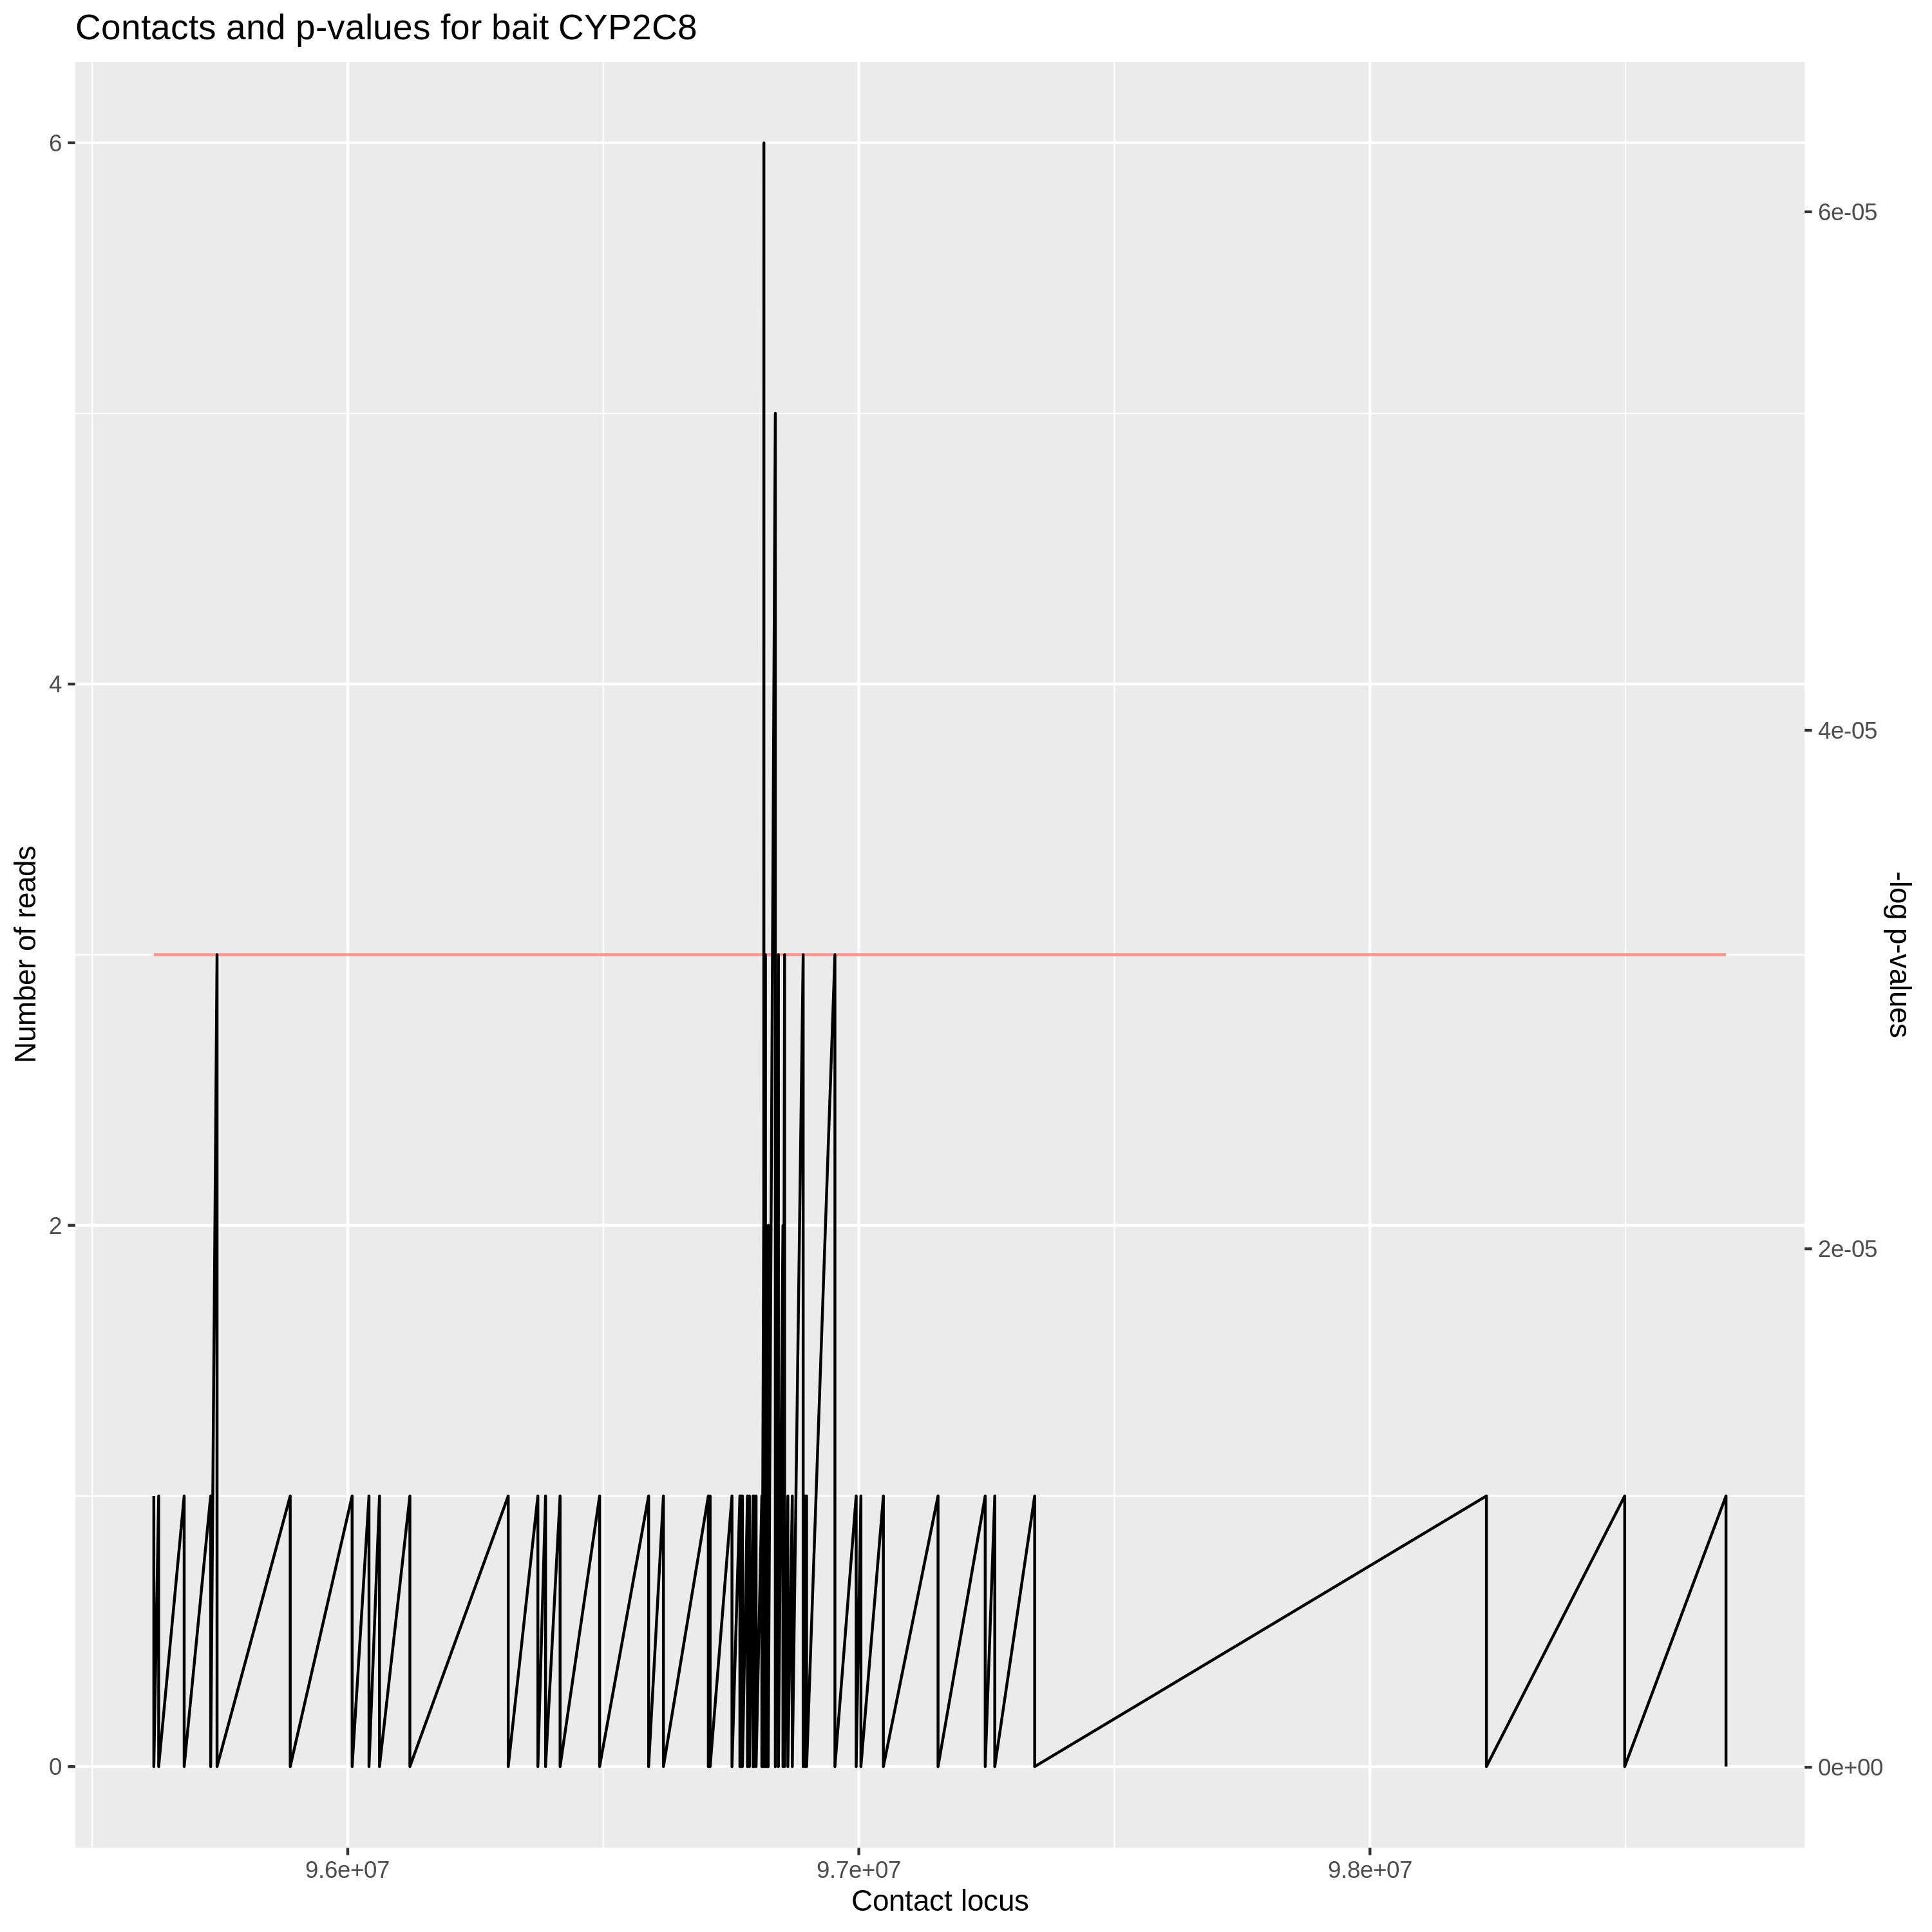 Contacts and p-values for bait CYP2C8
6
4
2
0
Number of reads
6e-05
4e-05
2e-05
0e+00
-log p-values
9.6e+07
9.7e+07
9.8e+07
Contact locus